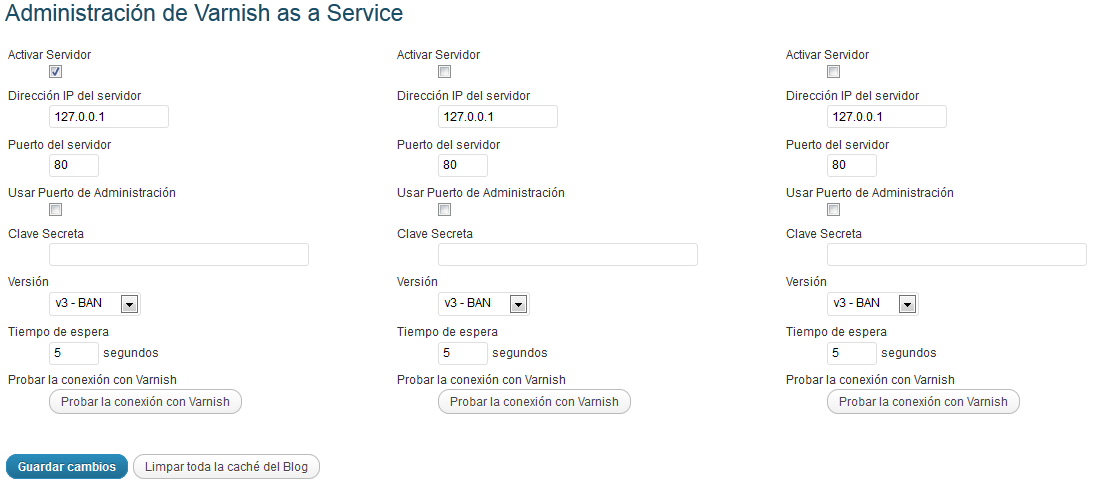 Administración de Varnish as a Service
Activar Servidor
Dirección IP del servidor
127.0.0.1
Puerto del servidor
80
Usar Puerto de Administración
Clave Secreta
Versión
v3 - BAN
Tiempo de espera
5 segundos
Probar la conexión con Varnish
Probar la conexión con Varnish
Activar Servidor
Dirección IP del servidor
127.0.0.1
Puerto del servidor
80
Usar Puerto de Administración
Clave Secreta
Versión
v3 - BAN
Tiempo de espera
5 segundos
Probar la conexión con Varnish
Probar la conexión con Varnish
Activar Servidor
Dirección IP del servidor
127.0.0.1
Puerto del servidor
80
Usar Puerto de Administración
Clave Secreta
Versión
v3 - BAN
Tiempo de espera
5 segundos
Probar la conexión con Varnish
Probar la conexión con Varnish
Guardar cambios
Limpar toda la caché del Blog